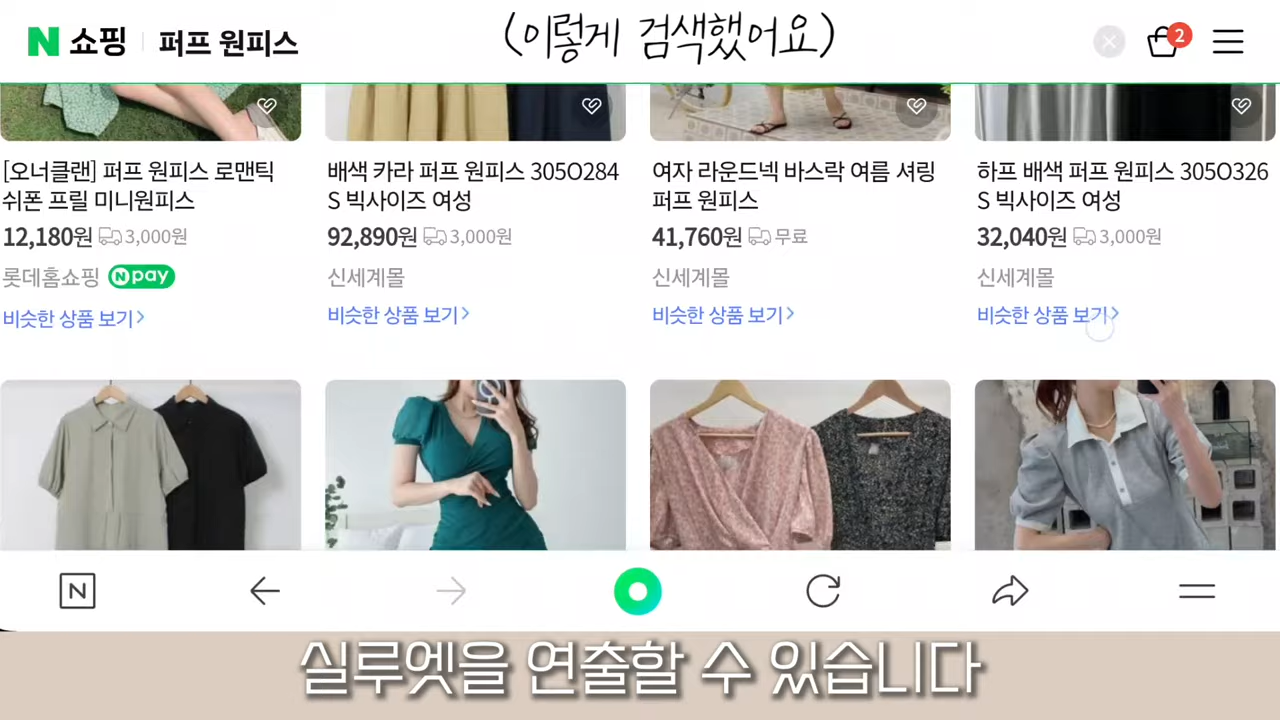 N 쇼핑 퍼프 원피스
(이렇게 검색했어요)
2
[오너클랜] 퍼프 원피스 로맨틱
쉬폰 프릴 미니원피스
12,180원 3,000원
롯데홈쇼핑 N pay
비슷한 상품 보기
배색 카라 퍼프 원피스 305O284
S 빅사이즈 여성
92,890원 3,000원
신세계몰
비슷한 상품 보기
여자 라운드넥 바스락 여름 셔링
퍼프 원피스
41,760원 무료
신세계몰
비슷한 상품 보기
하프 배색 퍼프 원피스 305O326
S 빅사이즈 여성
32,040원 3,000원
신세계몰
비슷한 상품 보기
N
실루엣을 연출할 수 있습니다